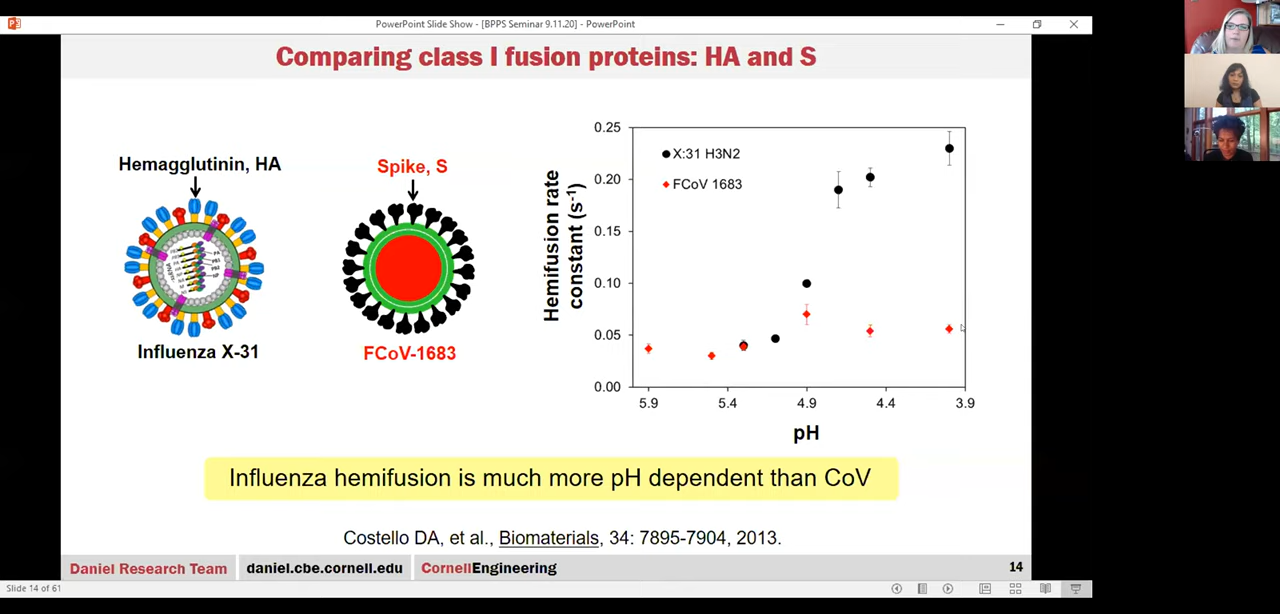 PowerPoint Slide Show - [BPPS Seminar 9.11.20] - PowerPoint
Comparing class I fusion proteins: HA and S
Hemagglutinin, HA
Influenza X-31
Spike, S
FCoV-1683
Hemifusion rate
constant (s⁻¹)
0.25
0.20
0.15
0.10
0.05
0.00
X:31 H3N2
FCoV 1683
5.9 5.4 4.9 4.4 3.9
pH
Influenza hemifusion is much more pH dependent than CoV
Costello DA, et al., Biomaterials, 34: 7895-7904, 2013.
Daniel Research Team daniel.cbe.cornell.edu CornellEngineering 14
Slide 14 of 61